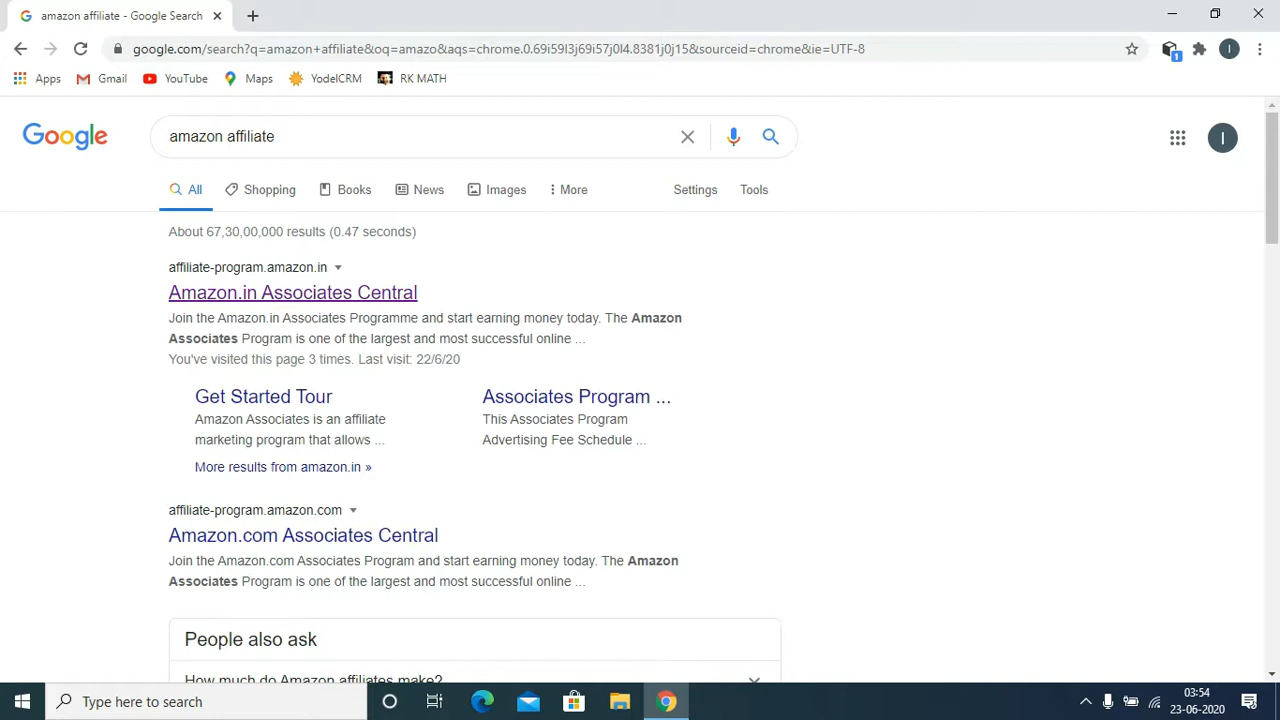 amazon affiliate - Google Search
google.com/search?q=amazon+affiliate&oq=amazo&aqs=chrome.0.69i59l3j69i57j0l4.8381j0j15&sourceid=chrome&ie=UTF-8
1
I
Apps Gmail YouTube Maps YodelCRM RK MATH
Google
amazon affiliate
I
All Shopping Books News Images More Settings Tools
About 67,30,00,000 results (0.47 seconds)
affiliate-program.amazon.in
Amazon.in Associates Central
Join the Amazon.in Associates Programme and start earning money today. The Amazon
Associates Program is one of the largest and most successful online ...
You've visited this page 3 times. Last visit: 22/6/20
Get Started Tour
Amazon Associates is an affiliate
marketing program that allows ...
Associates Program ...
This Associates Program
Advertising Fee Schedule ...
More results from amazon.in »
affiliate-program.amazon.com
Amazon.com Associates Central
Join the Amazon.com Associates Program and start earning money today. The Amazon
Associates Program is one of the largest and most successful online ...
People also ask
How much do Amazon affiliates make?
Type here to search
03:54
23-06-2020